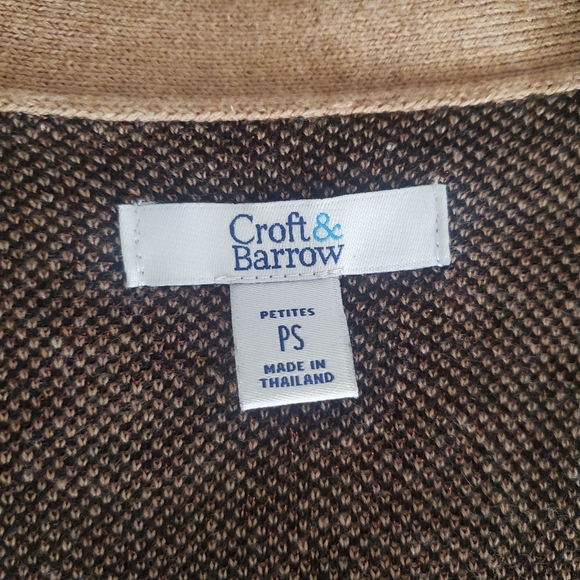 Croft&
Barrow
PETITES
PS
MADE IN
THAILAND